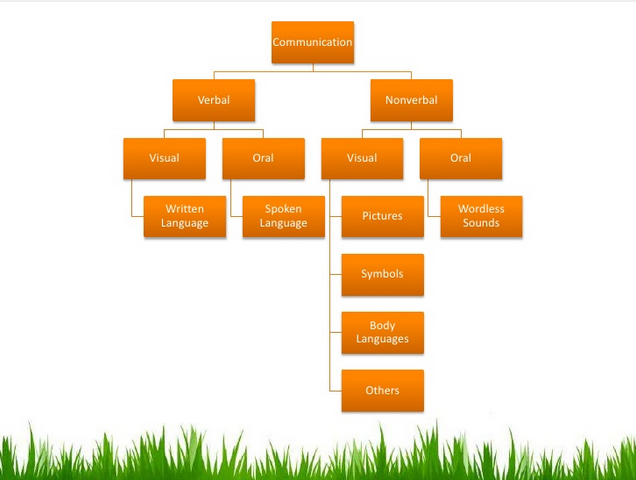 Communication
Verbal
Nonverbal
Visual
Oral
Visual
Oral
Written
Language
Spoken
Language
Pictures
Wordless
Sounds
Symbols
Body
Languages
Others